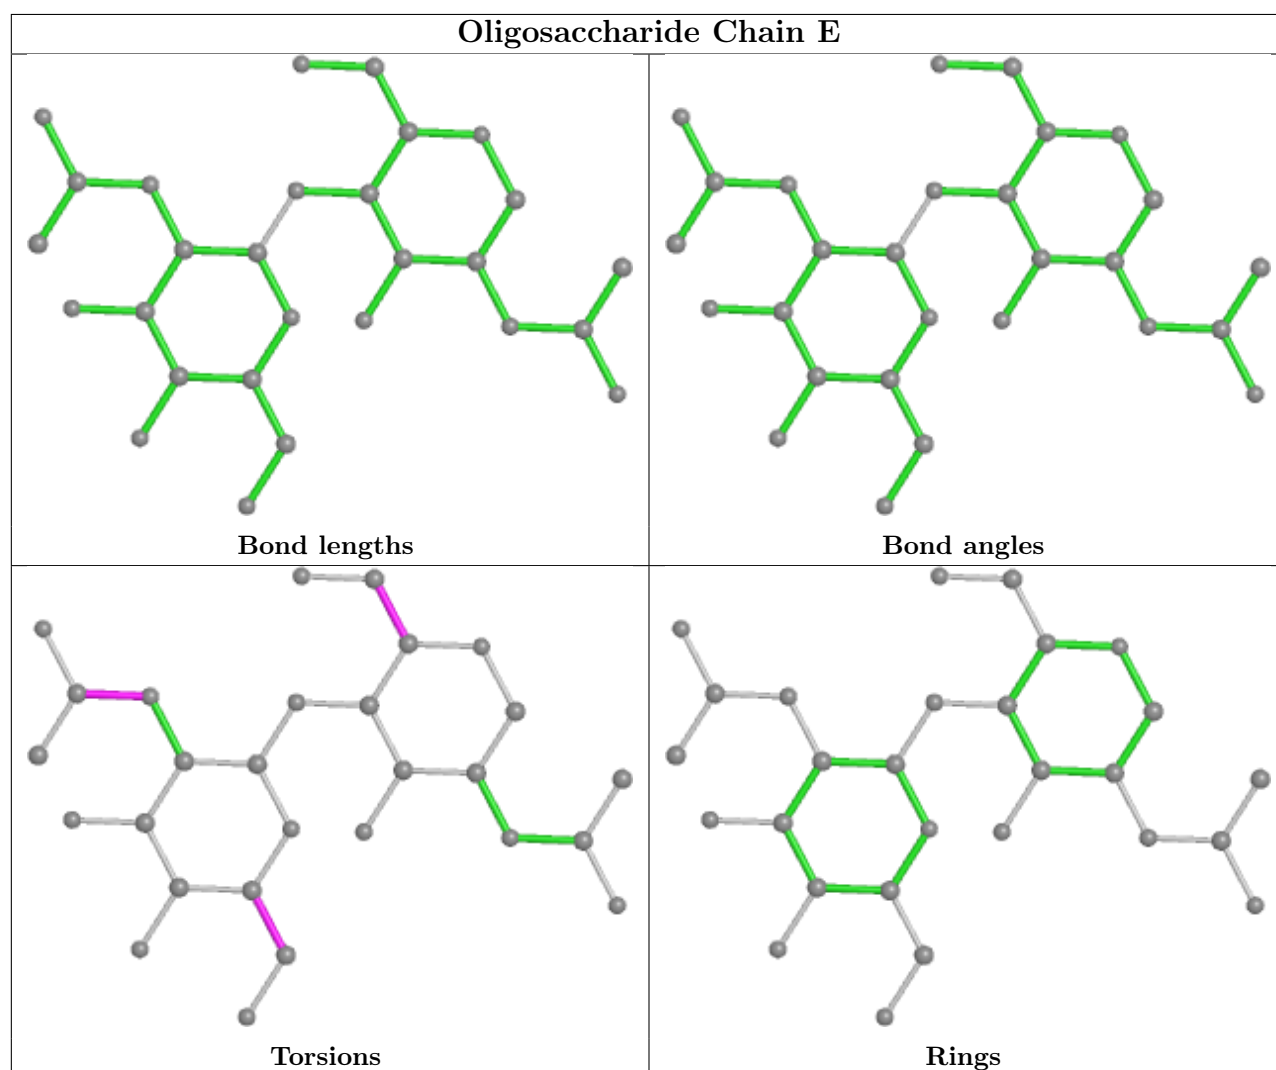 Oligosaccharide Chain E
Bond lengths
Bond angles
Torsions
Rings